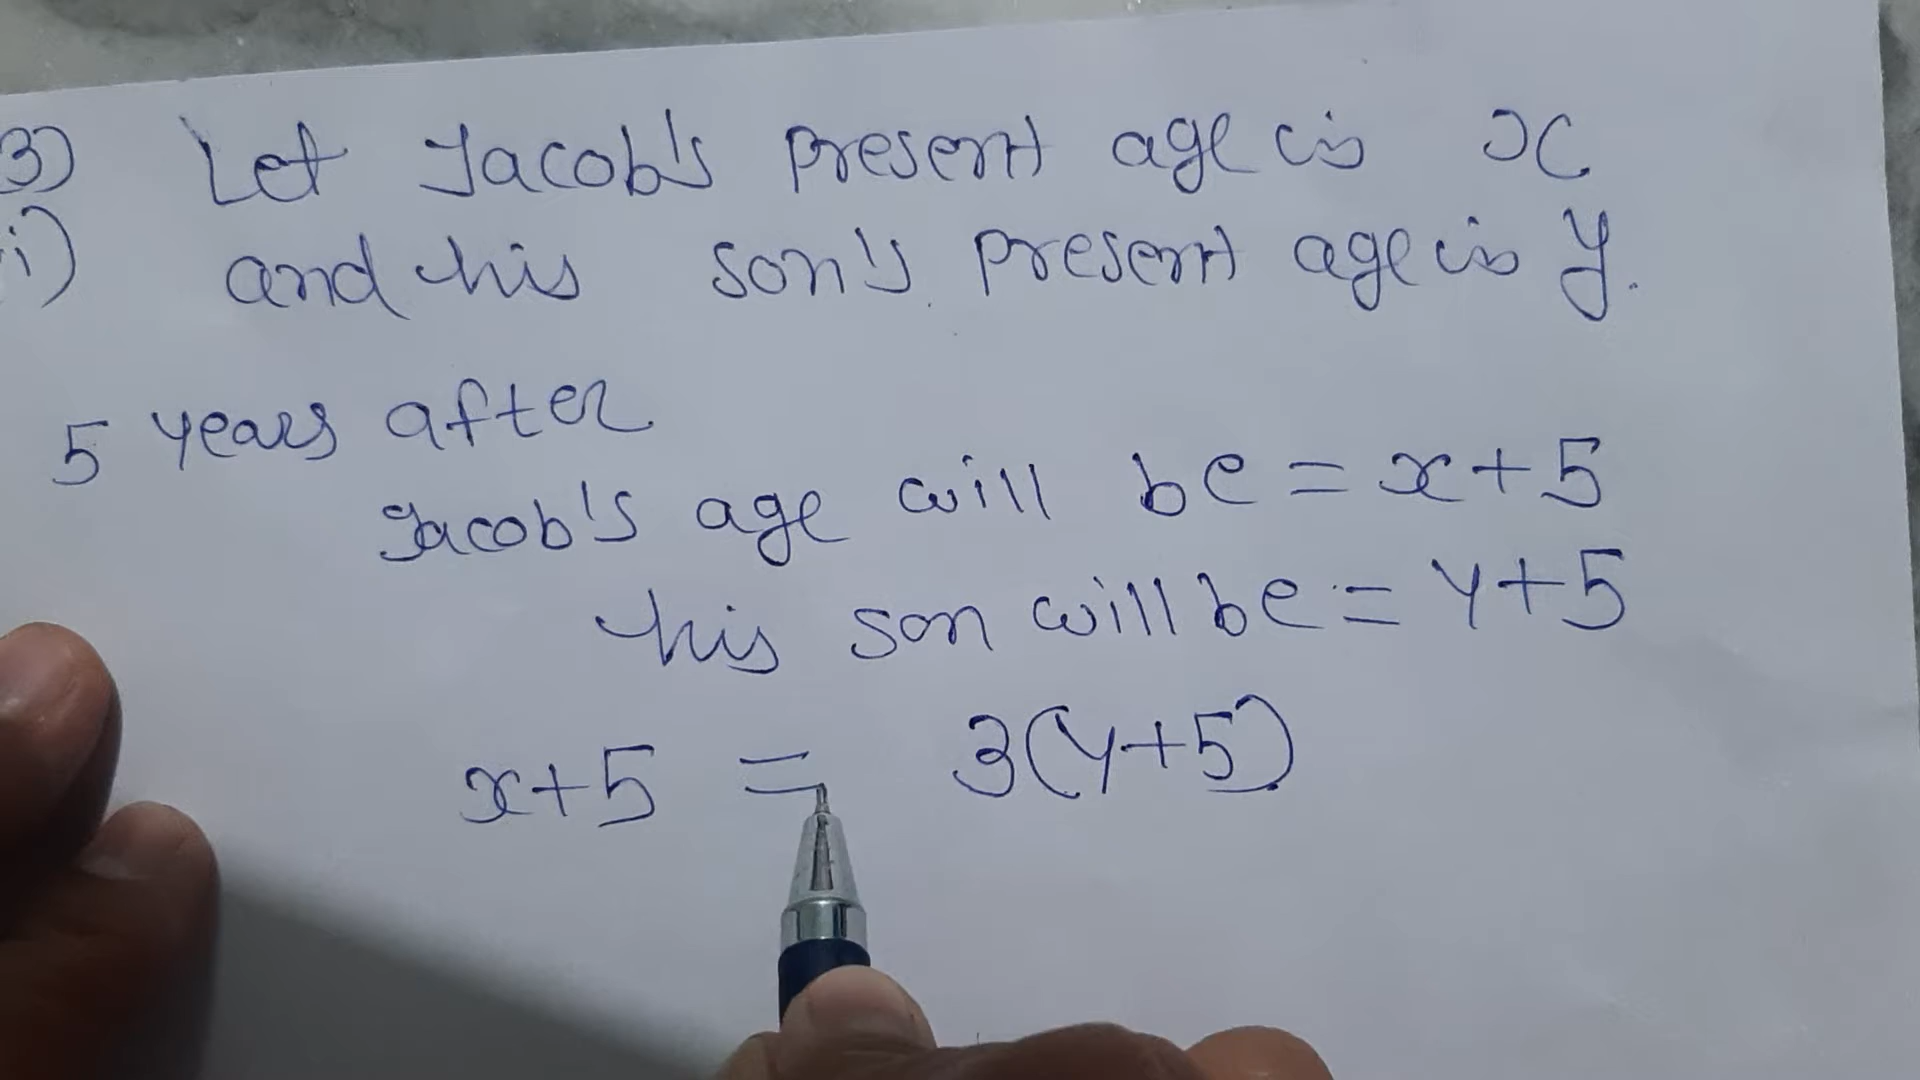 3) Let Jacob's present age is x
i) and his son's present age is y.
5 years after
Jacob's age will be = x+5
his son will be = y+5
x+5 = 3(y+5)